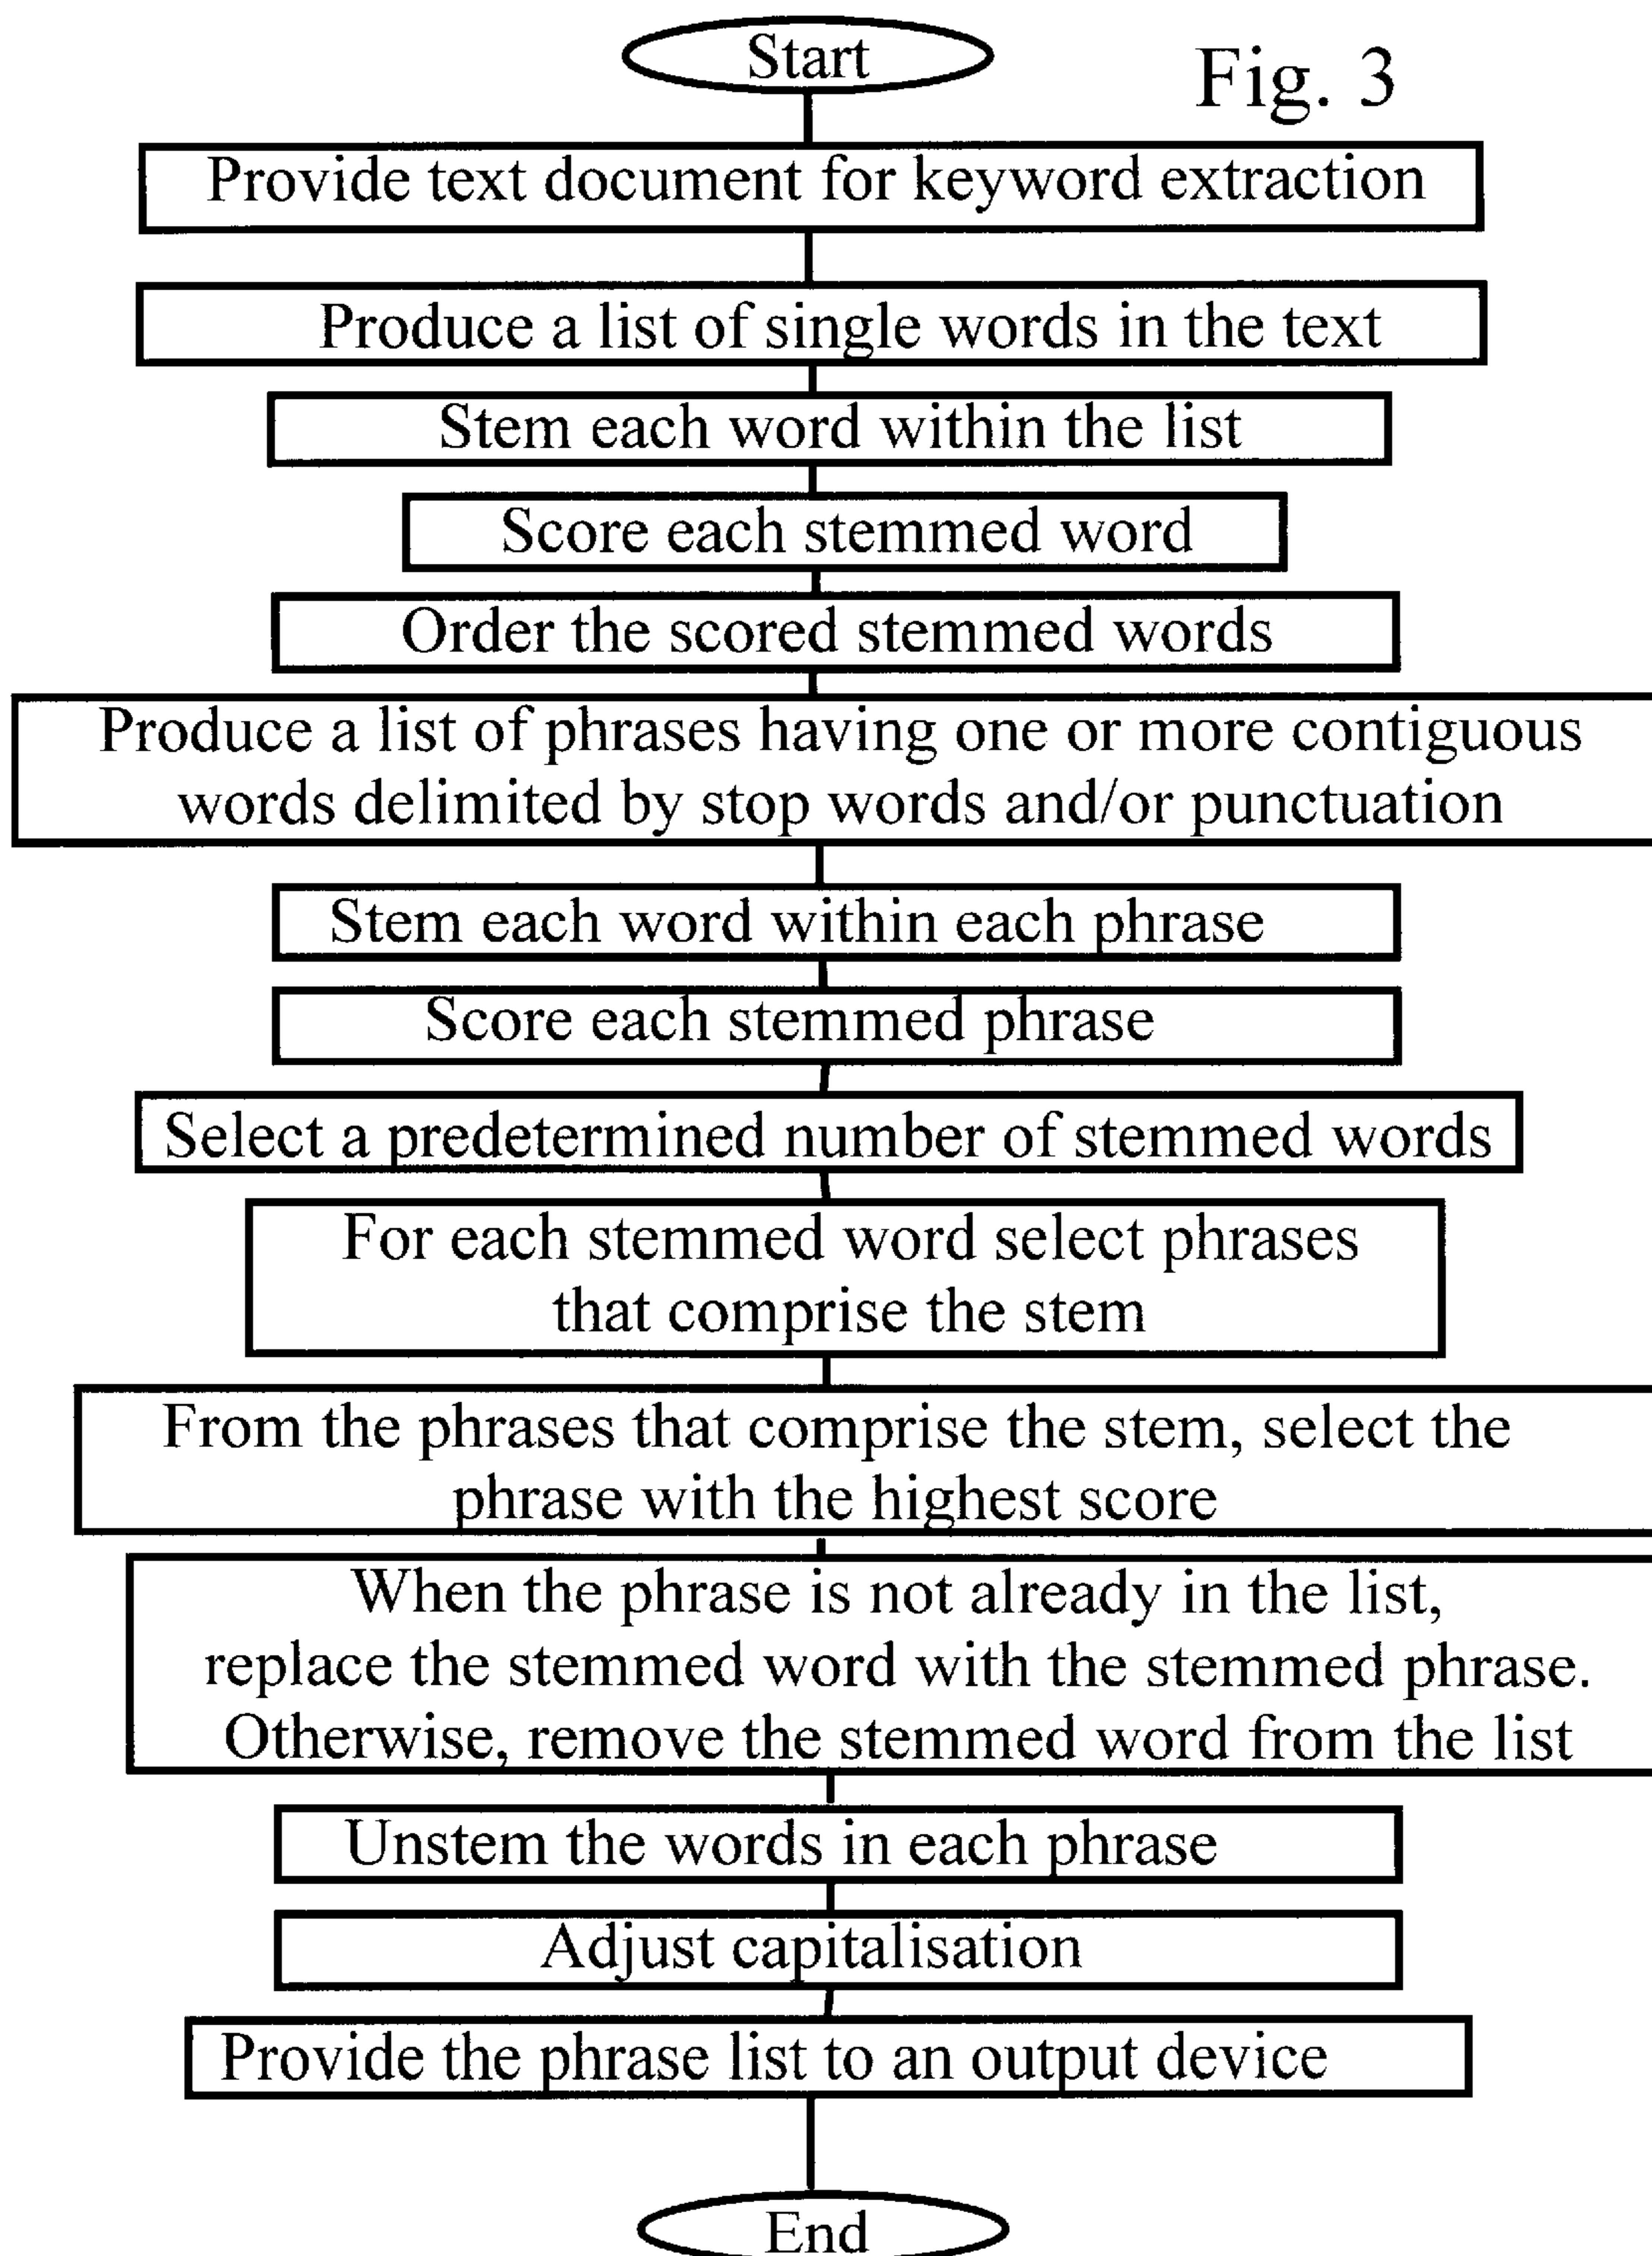 Start
Fig. 3
Provide text document for keyword extraction
Produce a list of single words in the text
Stem each word within the list
Score each stemmed word
Order the scored stemmed words
Produce a list of phrases having one or more contiguous
words delimited by stop words and/or punctuation
Stem each word within each phrase
Score each stemmed phrase
Select a predetermined number of stemmed words
For each stemmed word select phrases
that comprise the stem
From the phrases that comprise the stem, select the
phrase with the highest score
When the phrase is not already in the list,
replace the stemmed word with the stemmed phrase.
Otherwise, remove the stemmed word from the list
Unstem the words in each phrase
Adjust capitalisation
Provide the phrase list to an output device
End